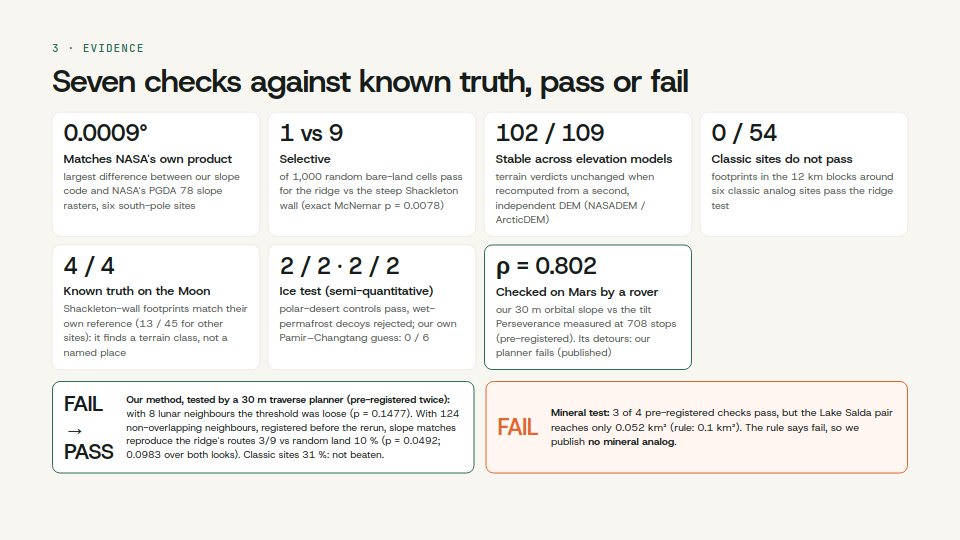 3 · EVIDENCE
Seven checks against known truth, pass or fail
0.0009°
Matches NASA's own product
largest difference between our slope
code and NASA's PGDA 78 slope
rasters, six south-pole sites
1 vs 9
Selective
of 1,000 random bare-land cells pass
for the ridge vs the steep Shackleton
wall (exact McNemar p = 0.0078)
102 / 109
Stable across elevation models
terrain verdicts unchanged when
recomputed from a second,
independent DEM (NASADEM /
ArcticDEM)
0 / 54
Classic sites do not pass
footprints in the 12 km blocks around
six classic analog sites pass the ridge
test
4 / 4
Known truth on the Moon
Shackleton-wall footprints match their
own reference (13 / 45 for other
sites): it finds a terrain class, not a
named place
2 / 2 · 2 / 2
Ice test (semi-quantitative)
polar-desert controls pass, wet-
permafrost decoys rejected; our own
Pamir–Changtang guess: 0 / 6
ρ = 0.802
Checked on Mars by a rover
our 30 m orbital slope vs the tilt
Perseverance measured at 708 stops
(pre-registered). Its detours: our
planner fails (published)
FAIL
→
PASS
Our method, tested by a 30 m traverse planner (pre-registered twice):
with 8 lunar neighbours the threshold was loose (p = 0.1477). With 124
non-overlapping neighbours, registered before the rerun, slope matches
reproduce the ridge's routes 3/9 vs random land 10 % (p = 0.0492;
0.0983 over both looks). Classic sites 31 %: not beaten.
FAIL
Mineral test: 3 of 4 pre-registered checks pass, but the Lake Salda pair
reaches only 0.052 km² (rule: 0.1 km²). The rule says fail, so we
publish no mineral analog.